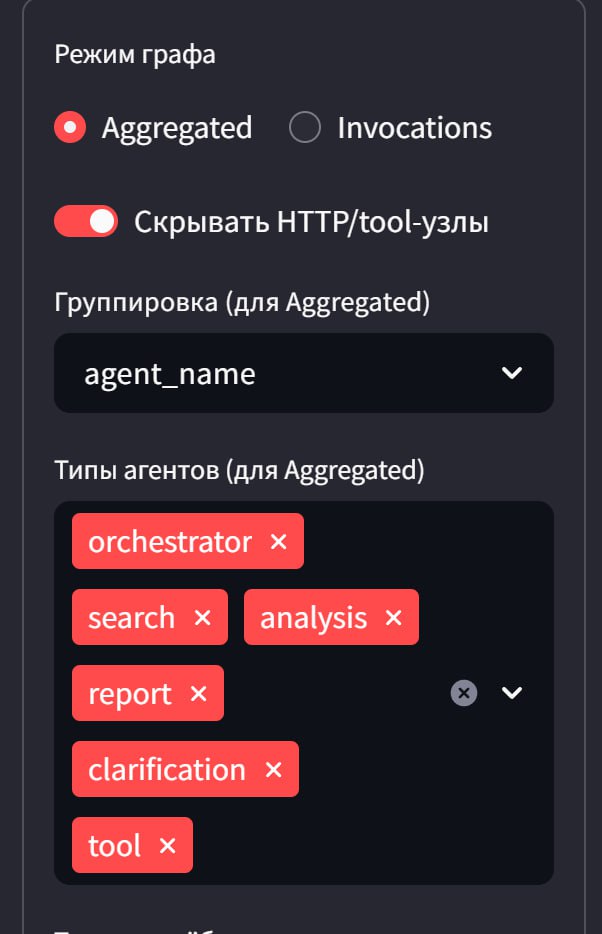 Режим графа
Aggregated Invocations
Скрывать HTTP/tool-узлы
Группировка (для Aggregated)
agent_name
Типы агентов (для Aggregated)
orchestrator
search analysis
report
clarification
tool